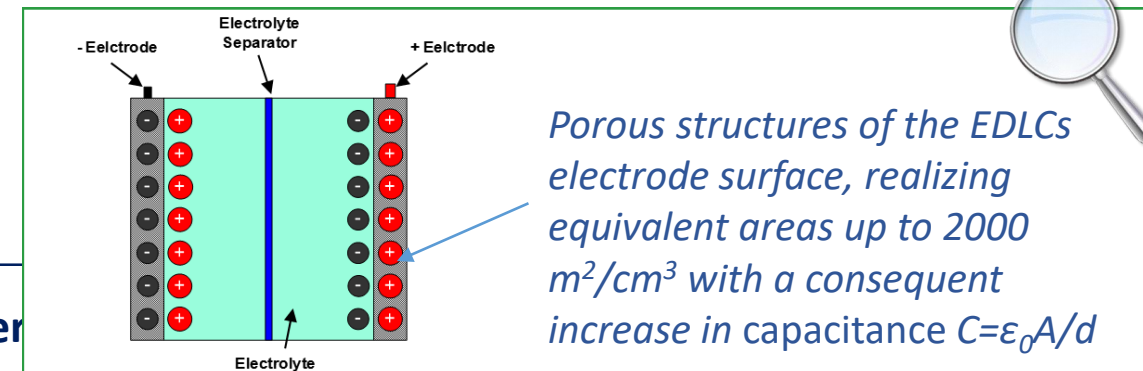 Electrolyte
Separator
- Eelctrode
+ Eelctrode
Porous structures of the EDLCs
electrode surface, realizing
equivalent areas up to 2000
m²/cm³ with a consequent
increase in capacitance C=ε₀A/d
er
Electrolyte
- + - +
- + - +
- + - +
- + - +
- + - +
- + - +
- + - +